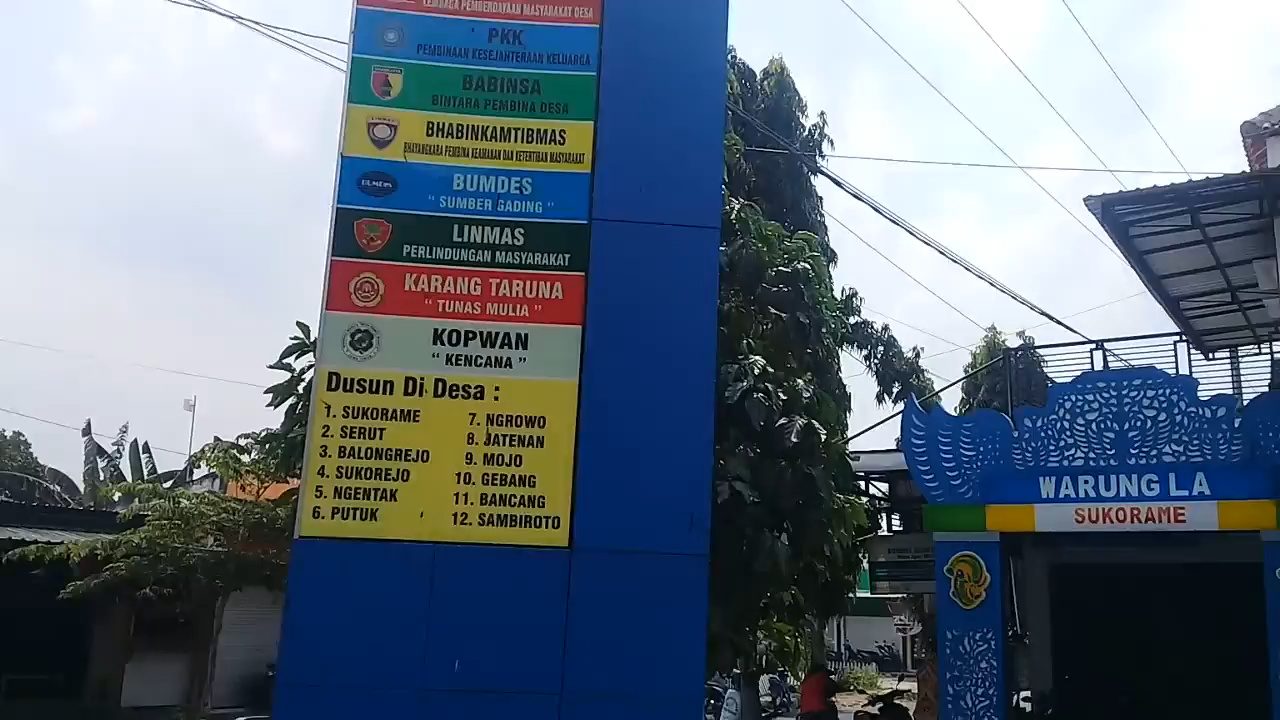 LEMBAGA PEMBERDAYAAN MASYARAKAT DESA
PKK
PEMBINAAN KESEJAHTERAAN KELUARGA
BABINSA
BINTARA PEMBINA DESA
BHABINKAMTIBMAS
BHAYANGKARA PEMBINA KEAMANAN DAN KETERTIBAN MASYARAKAT
BUMDES
BUMDES
" SUMBER GADING "
LINMAS
PERLINDUNGAN MASYARAKAT
KARANG TARUNA
" TUNAS MULIA "
KOPWAN
" KENCANA "
Dusun Di Desa :
1. SUKORAME
2. SERUT
3. BALONGREJO
4. SUKOREJO
5. NGENTAK
6. PUTUK
7. NGROWO
8. JATENAN
9. MOJO
10. GEBANG
11. BANCANG
12. SAMBIROTO
WARUNG LA
SUKORAME